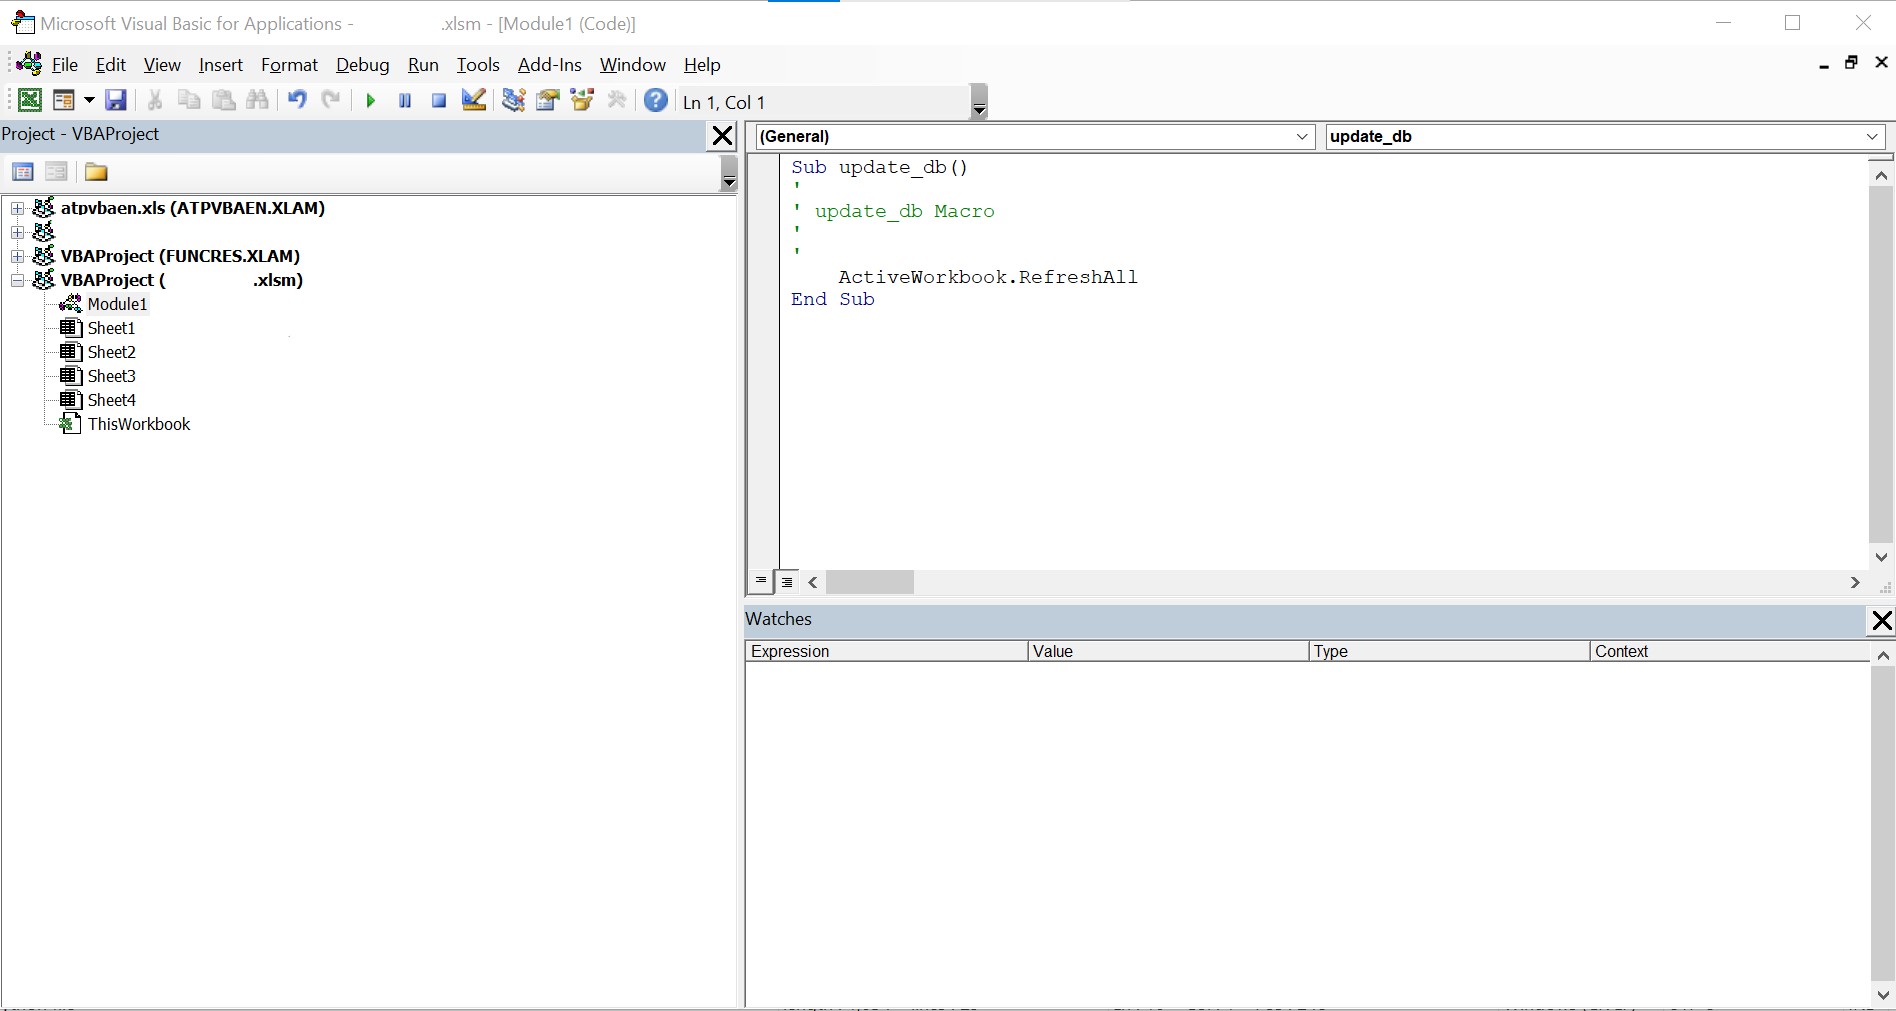 Microsoft Visual Basic for Applications - .xlsm - [Module1 (Code)]
File Edit View Insert Format Debug Run Tools Add-Ins Window Help
Ln 1, Col 1
Project - VBAProject
atpvbaen.xls (ATPVBAEN.XLAM)
VBAProject (FUNCRES.XLAM)
VBAProject ( .xlsm)
Module1
Sheet1
Sheet2
Sheet3
Sheet4
ThisWorkbook
(General) update_db
Sub update_db()
'
' update_db Macro
'
'
ActiveWorkbook.RefreshAll
End Sub
Watches
Expression Value Type Context